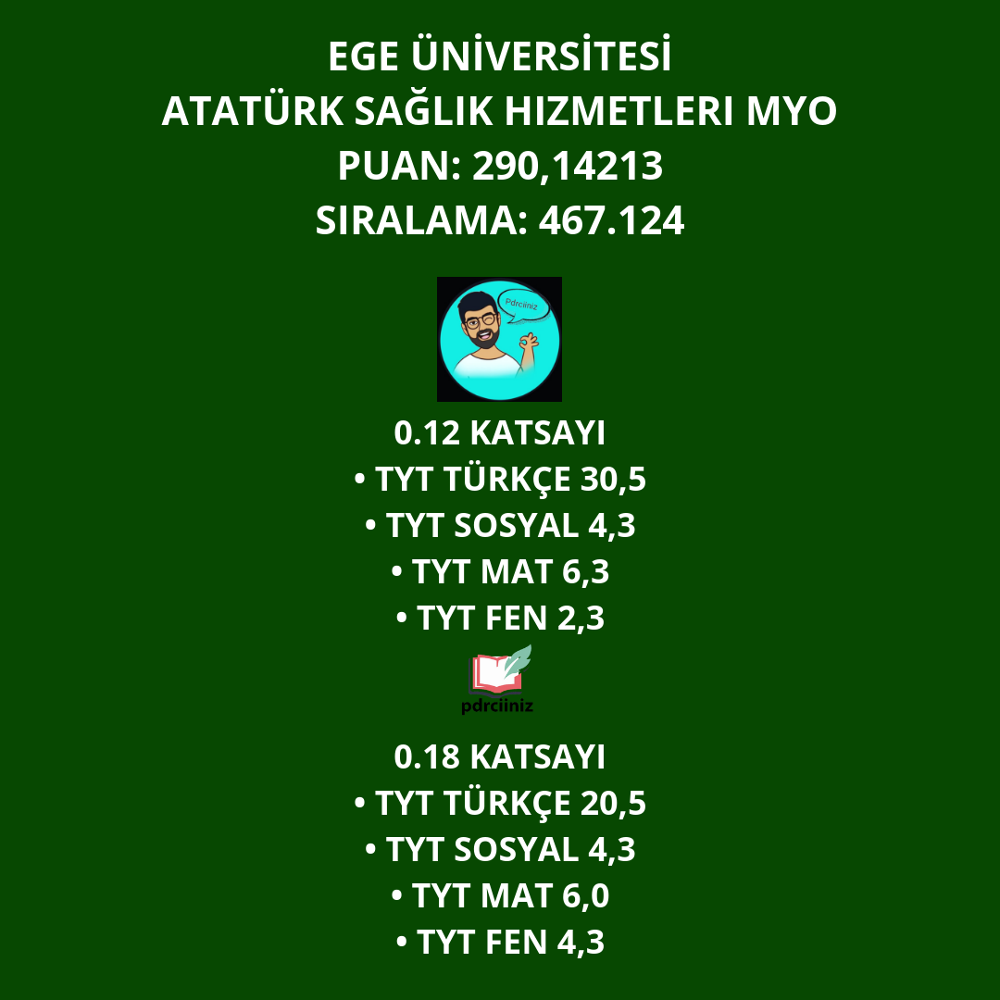 EGE ÜNİVERSİTESİ
ATATÜRK SAĞLIK HIZMETLERI MYO
PUAN: 290,14213
SIRALAMA: 467.124
Pdrciiniz
0.12 KATSAYI
• TYT TÜRKÇE 30,5
• TYT SOSYAL 4,3
• TYT MAT 6,3
• TYT FEN 2,3
pdrciiniz
0.18 KATSAYI
• TYT TÜRKÇE 20,5
• TYT SOSYAL 4,3
• TYT MAT 6,0
• TYT FEN 4,3